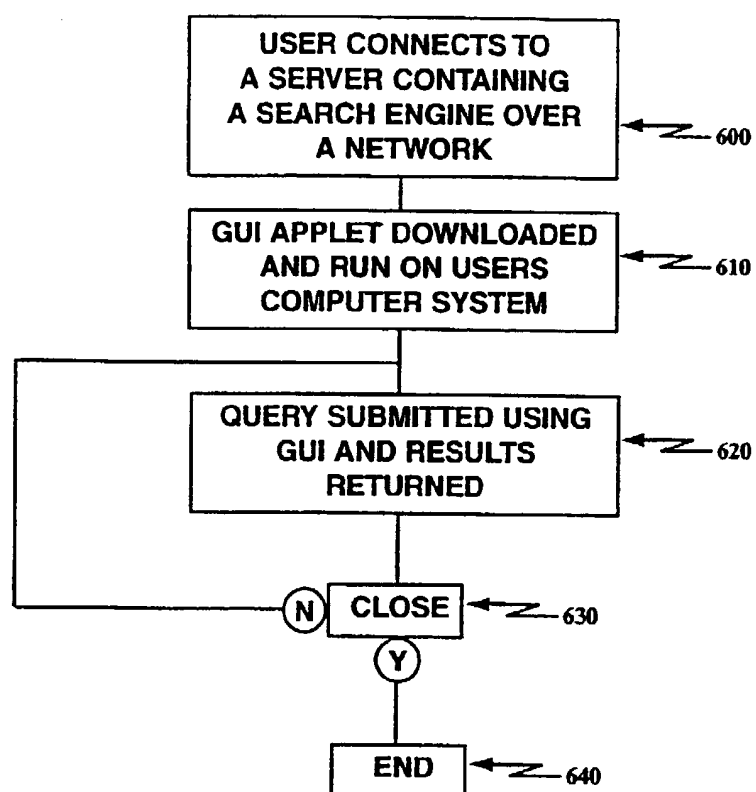 USER CONNECTS TO
A SERVER CONTAINING
A SEARCH ENGINE OVER
A NETWORK
600
GUI APPLET DOWNLOADED
AND RUN ON USERS
COMPUTER SYSTEM
610
QUERY SUBMITTED USING
GUI AND RESULTS
RETURNED
620
N
CLOSE
630
Y
END
640